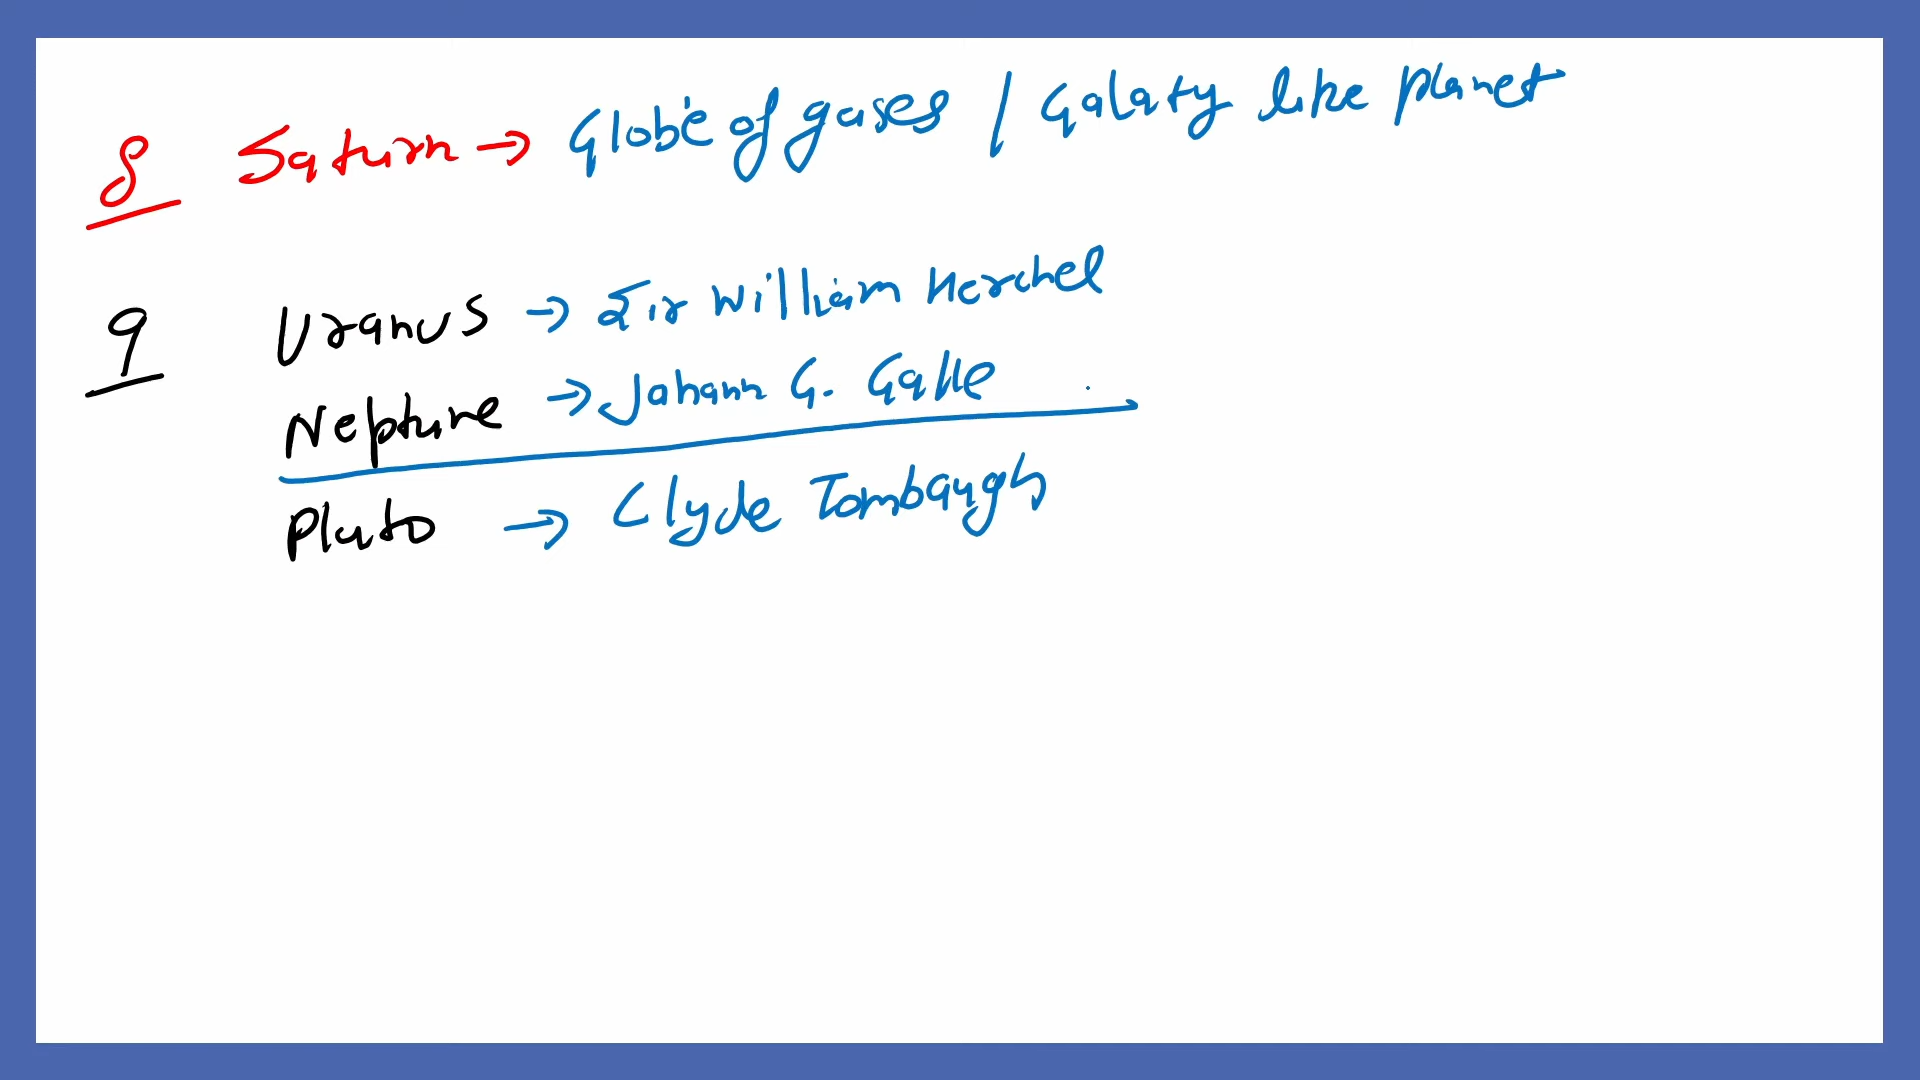 8 Saturn → Globe of gases / Galaxy like planet
9 Uranus → Sir William Herchel
Neptune → Johann G. Galle
Pluto → Clyde Tombaugh